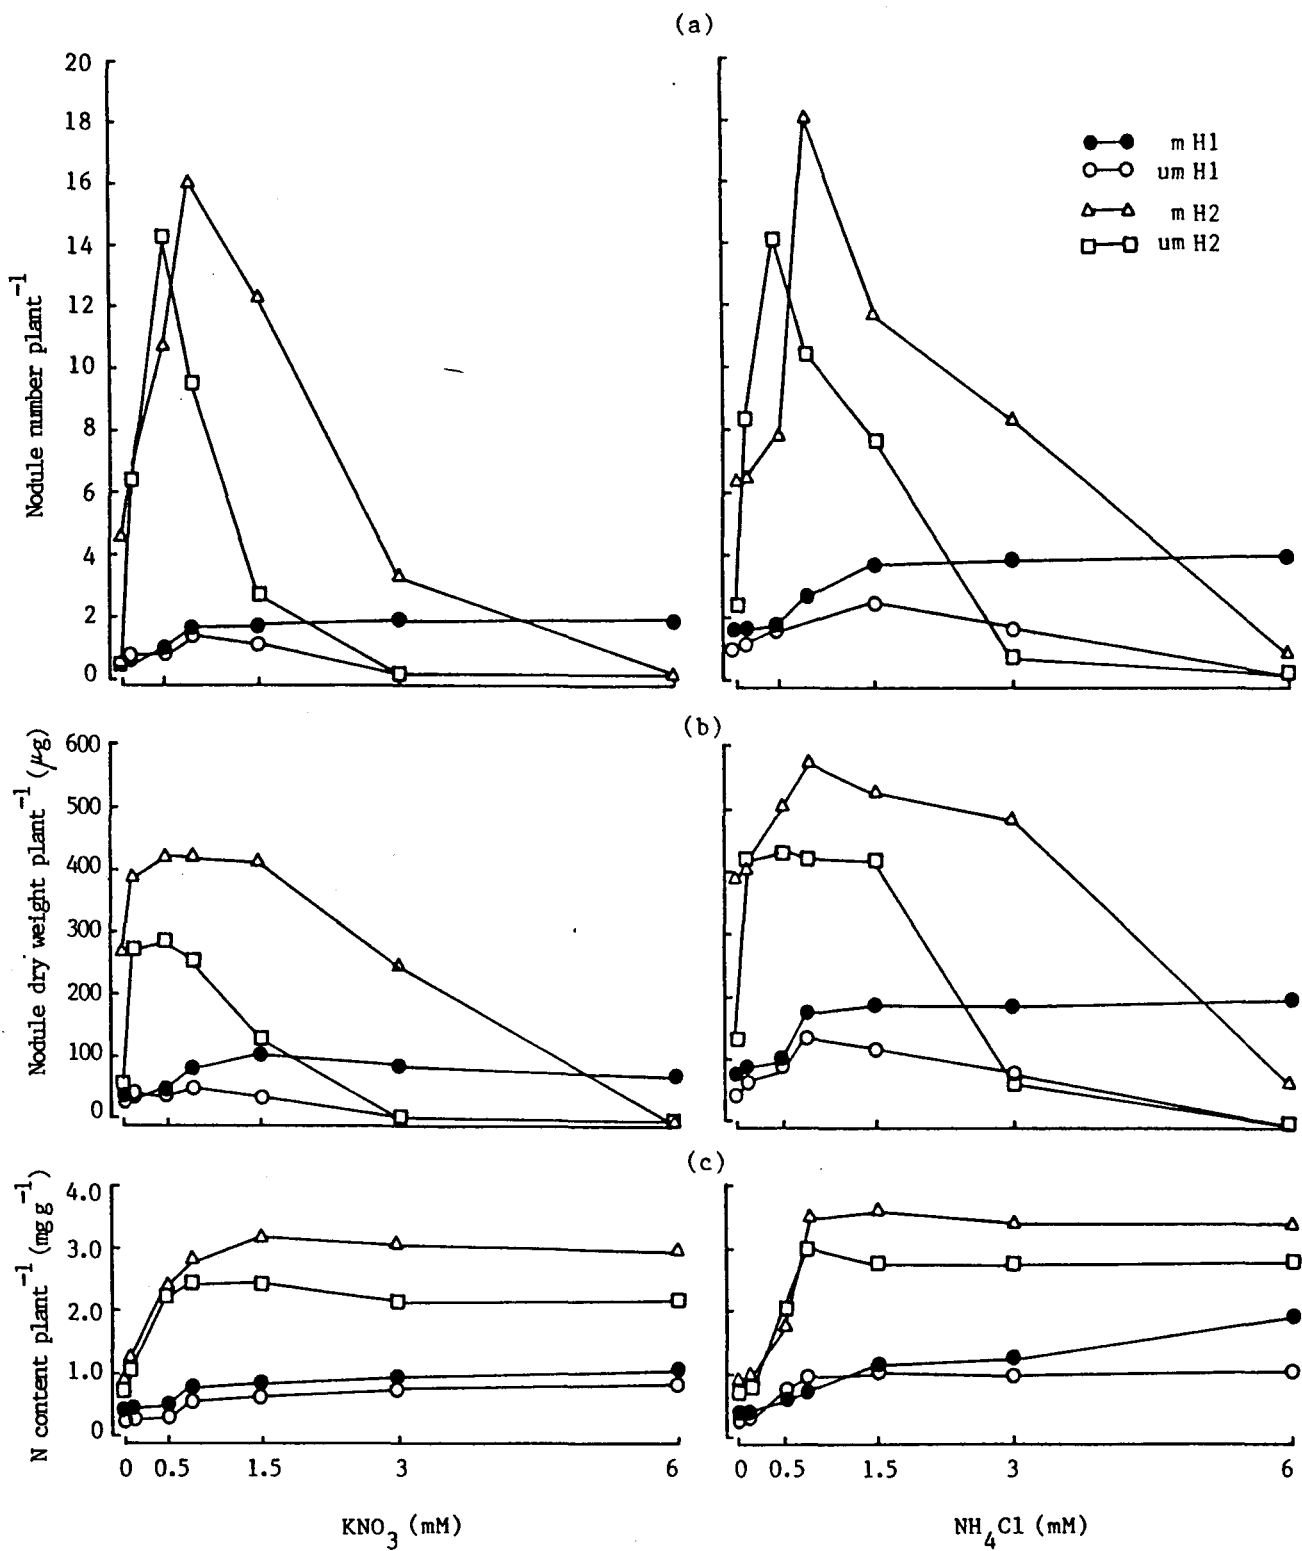 (a)
Nodule number plant⁻¹
20
18
16
14
12
10
8
6
4
2
0
m H1
um H1
m H2
um H2
(b)
Nodule dry weight plant⁻¹ (μg)
600
500
400
300
200
100
0
(c)
N content plant⁻¹ (mg g⁻¹)
4.0
3.0
2.0
1.0
0
0 0.5 1.5 3 6
0 0.5 1.5 3 6
KNO₃ (mM)
NH₄Cl (mM)